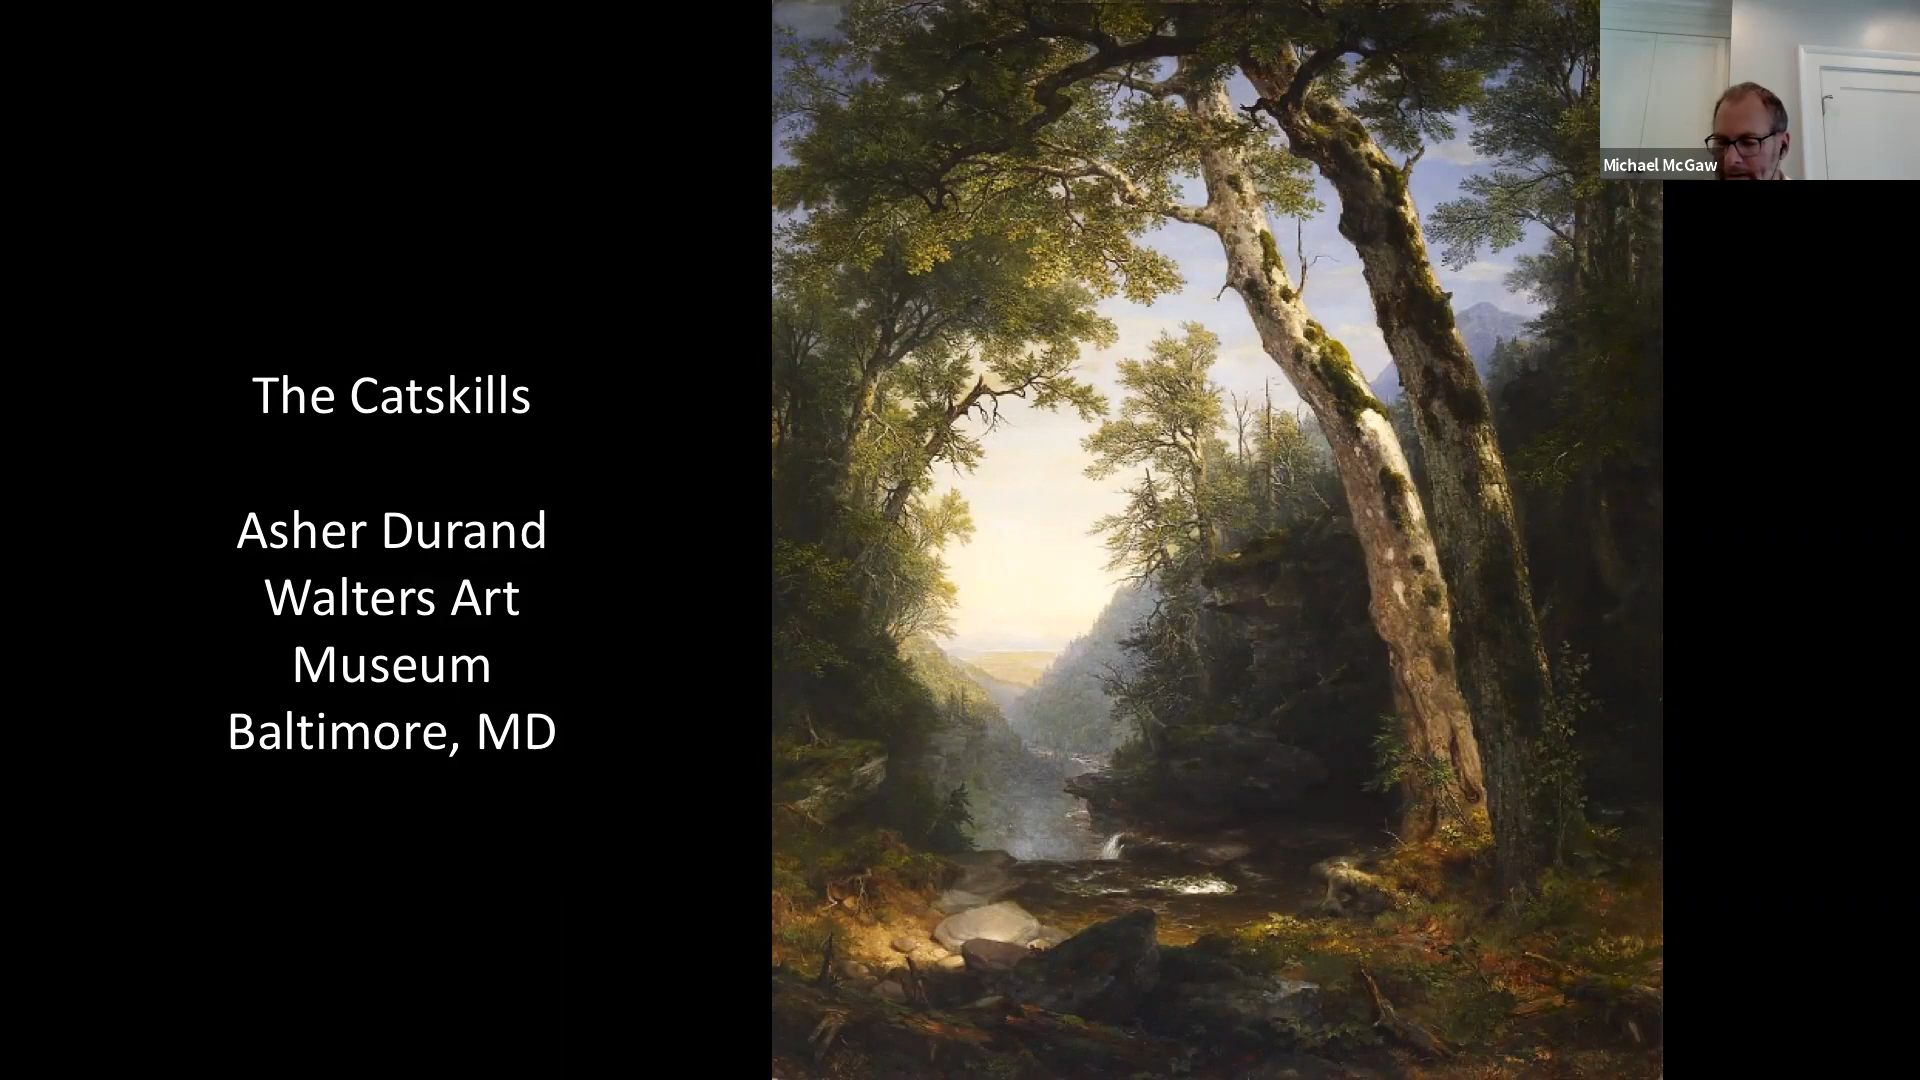 The Catskills
Asher Durand
Walters Art
Museum
Baltimore, MD
Michael McGaw